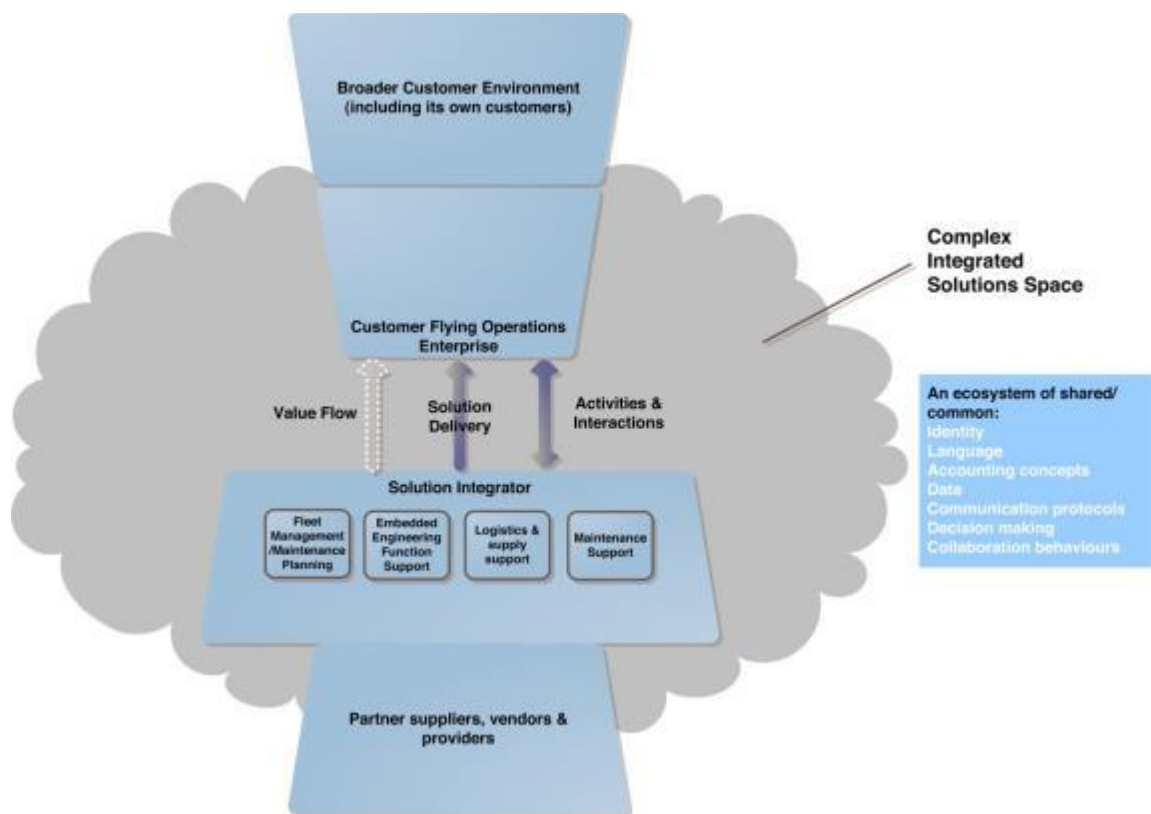 Broader Customer Environment
(including its own customers)
Complex
Integrated
Solutions Space
Customer Flying Operations
Enterprise
Value Flow
Solution
Delivery
Activities &
Interactions
An ecosystem of shared/
common:
Identity
Language
Accounting concepts
Data
Communication protocols
Decision making
Collaboration behaviours
Solution Integrator
Fleet
Management
/Maintenance
Planning
Embedded
Engineering
Function
Support
Logistics &
supply
support
Maintenance
Support
Partner suppliers, vendors &
providers